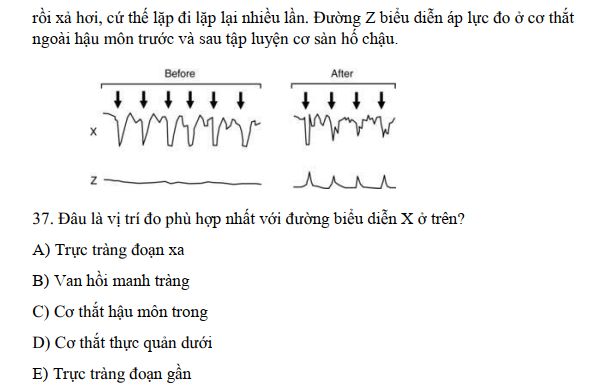 rồi xả hơi, cứ thế lặp đi lặp lại nhiều lần. Đường Z biểu diễn áp lực đo ở cơ thắt
ngoài hậu môn trước và sau tập luyện cơ sàn hố chậu.
Before After
X
Z
37. Đâu là vị trí đo phù hợp nhất với đường biểu diễn X ở trên?
A) Trực tràng đoạn xa
B) Van hồi manh tràng
C) Cơ thắt hậu môn trong
D) Cơ thắt thực quản dưới
E) Trực tràng đoạn gần